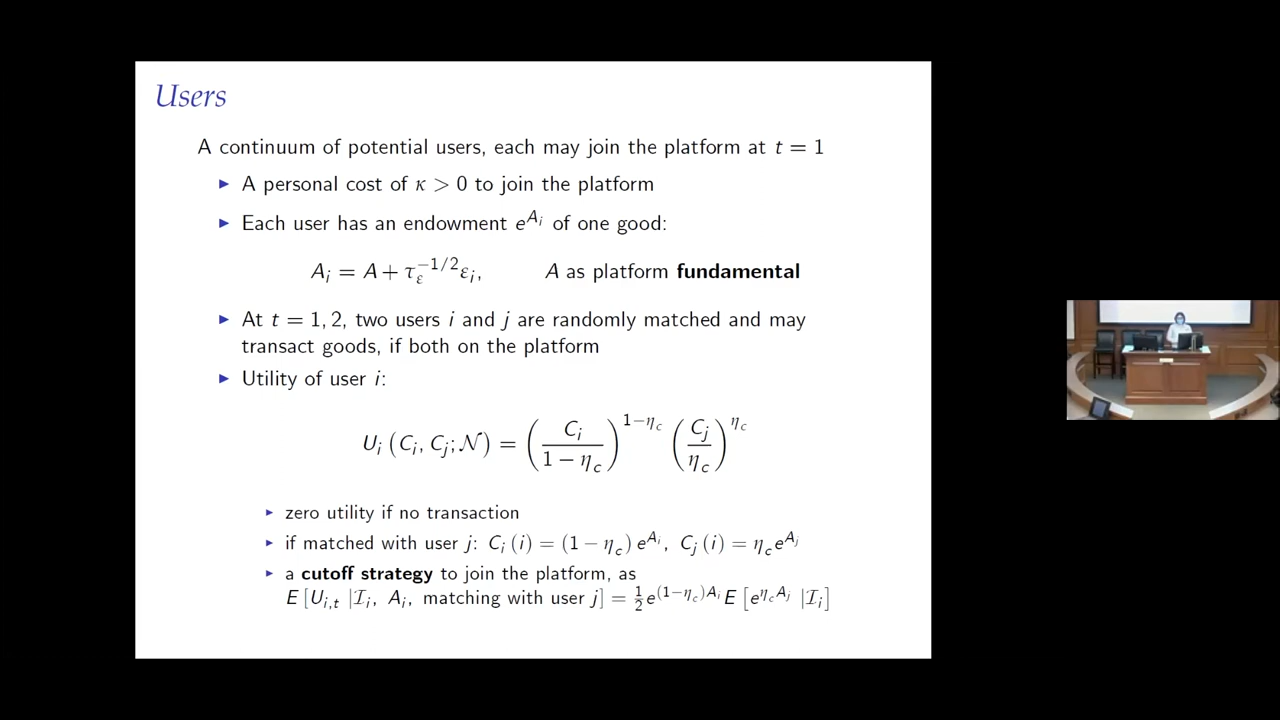 Users
A continuum of potential users, each may join the platform at t = 1
▶ A personal cost of κ > 0 to join the platform
▶ Each user has an endowment e^{A_i} of one good:
A_i = A + τ_ε^{-1/2} ε_i,    A as platform fundamental
▶ At t = 1, 2, two users i and j are randomly matched and may
transact goods, if both on the platform
▶ Utility of user i:
U_i (C_i, C_j; 𝒩) = (C_i / (1 − η_c))^{1−η_c} (C_j / η_c)^{η_c}
▶ zero utility if no transaction
▶ if matched with user j: C_i (i) = (1 − η_c) e^{A_i}, C_j (i) = η_c e^{A_j}
▶ a cutoff strategy to join the platform, as
E [U_{i,t} |ℐ_i, A_i, matching with user j] = ½ e^{(1−η_c)A_i} E [e^{η_c A_j} |ℐ_i]